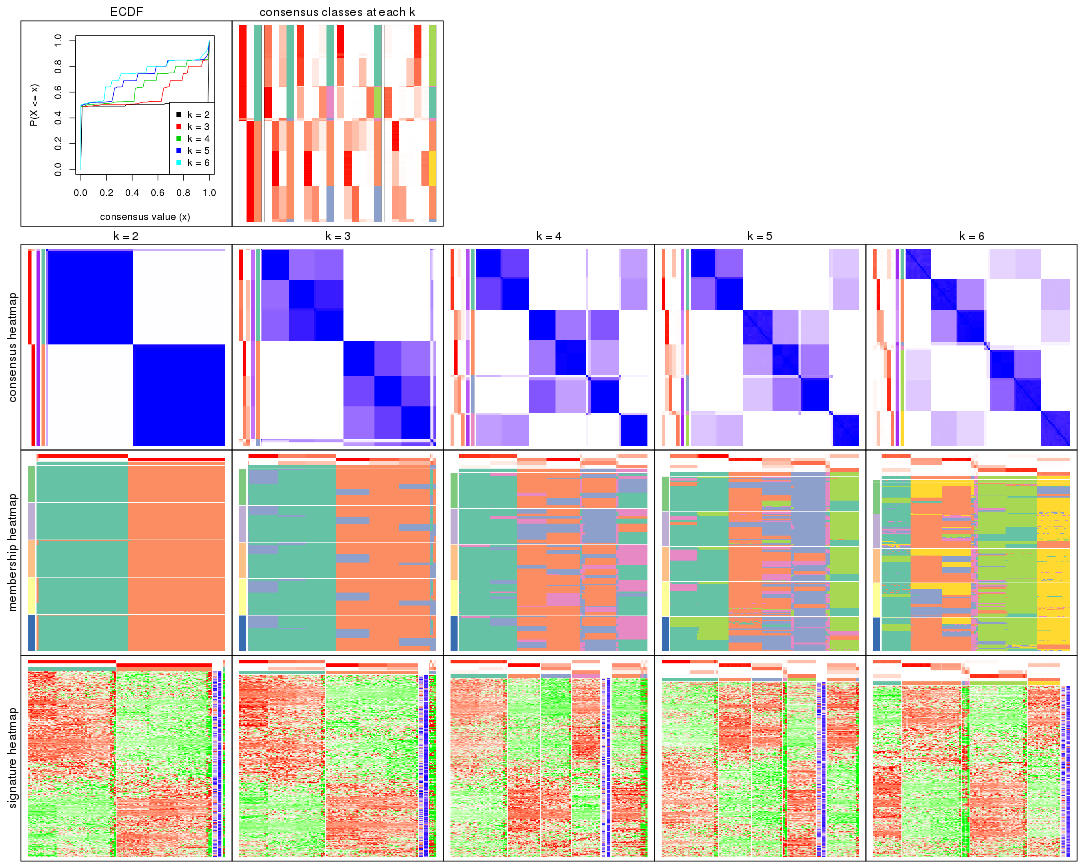 ECDF
consensus classes at each k
P(X <= x)
0.0
0.2
0.4
0.6
0.8
1.0
k = 2
k = 3
k = 4
k = 5
k = 6
0.0 0.2 0.4 0.6 0.8 1.0
consensus value (x)
k = 2
k = 3
k = 4
k = 5
k = 6
consensus heatmap
membership heatmap
signature heatmap